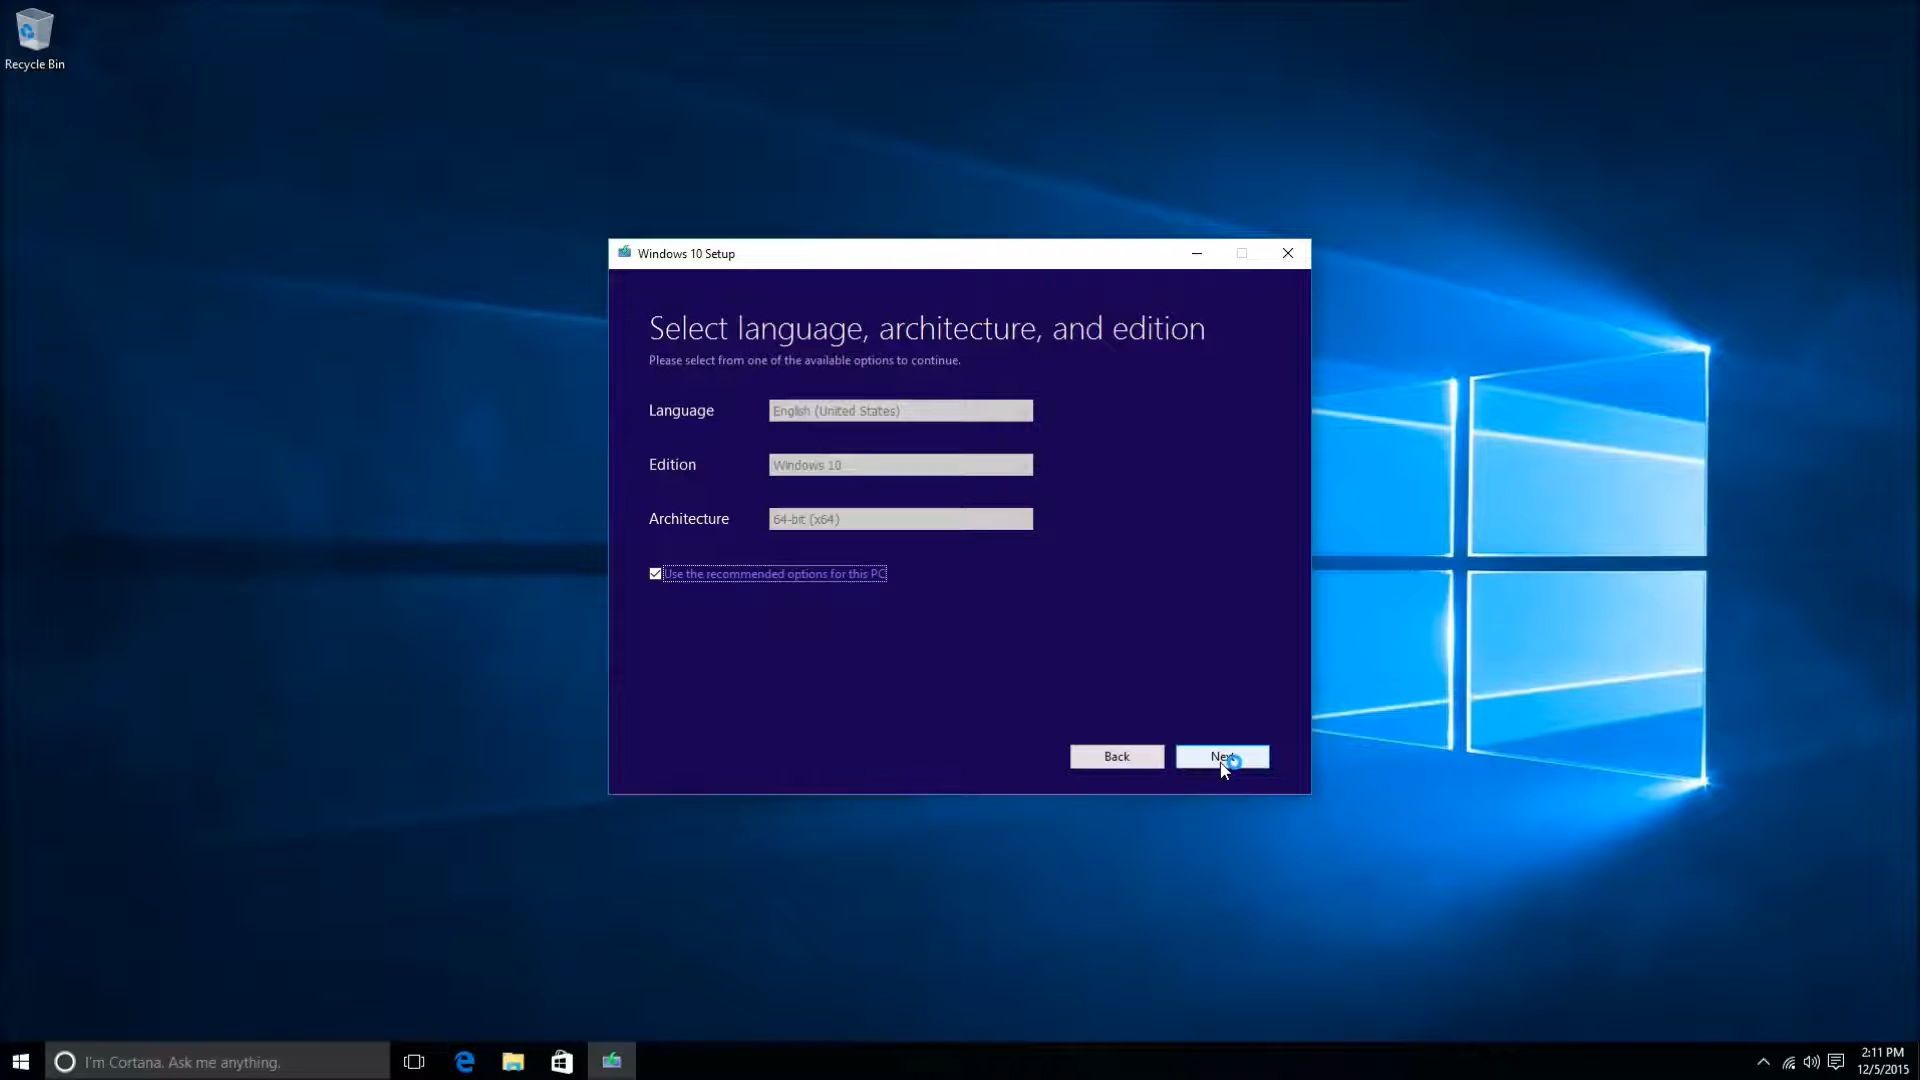 Recycle Bin
Windows 10 Setup
Select language, architecture, and edition
Please select from one of the available options to continue.
Language
English (United States)
Edition
Windows 10
Architecture
64-bit (x64)
Use the recommended options for this PC
Back
Next
I'm Cortana. Ask me anything.
2:11 PM
12/5/2015